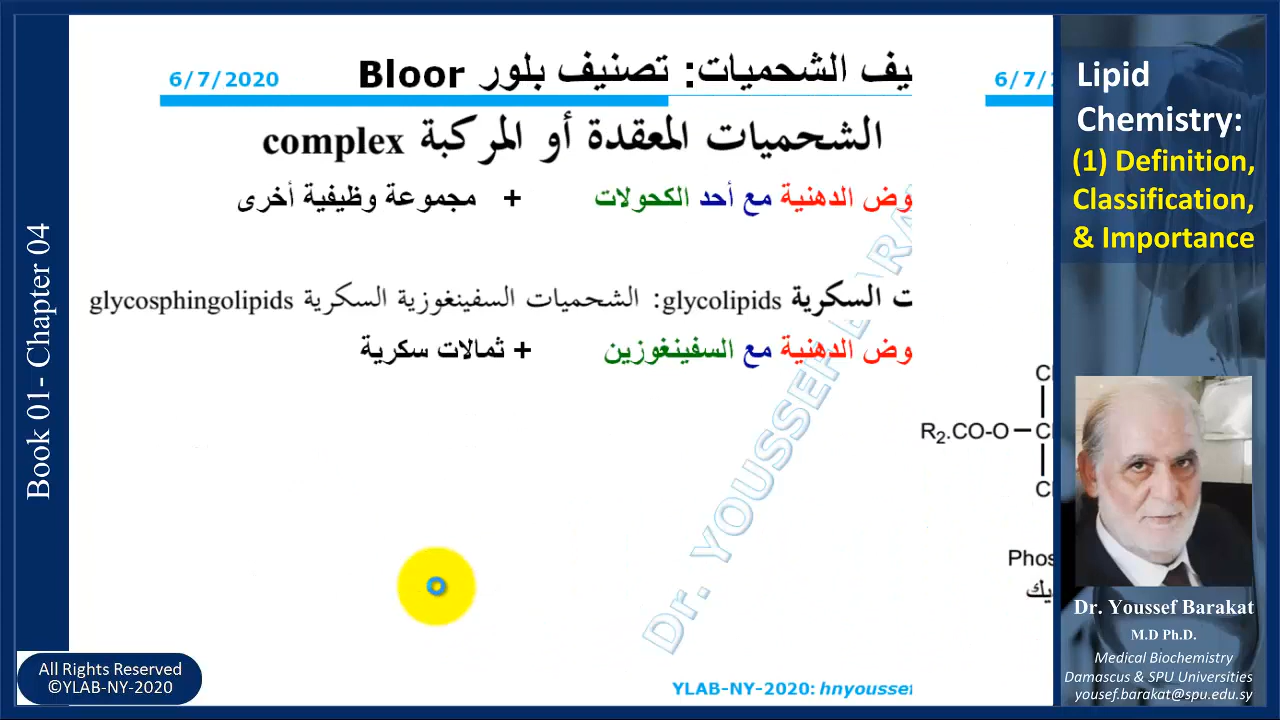 Book 01- Chapter 04
6/7/2020
يف الشحميات: تصنيف بلور Bloor
الشحميات المعقدة أو المركبة complex
وض الدهنية مع أحد الكحولات + مجموعة وظيفية أخرى
ت السكرية glycolipids: الشحميات السفينغوزية السكرية glycosphingolipids
وض الدهنية مع السفينغوزين + ثمالات سكرية
Dr. YOUSSEF BARA
YLAB-NY-2020: hnyoussef
All Rights Reserved
©YLAB-NY-2020
6/7/2
C
R₂.CO-O — C
C
Phos
يك
Lipid
Chemistry:
(1) Definition,
Classification,
& Importance
Dr. Youssef Barakat
M.D Ph.D.
Medical Biochemistry
Damascus & SPU Universities
yousef.barakat@spu.edu.sy